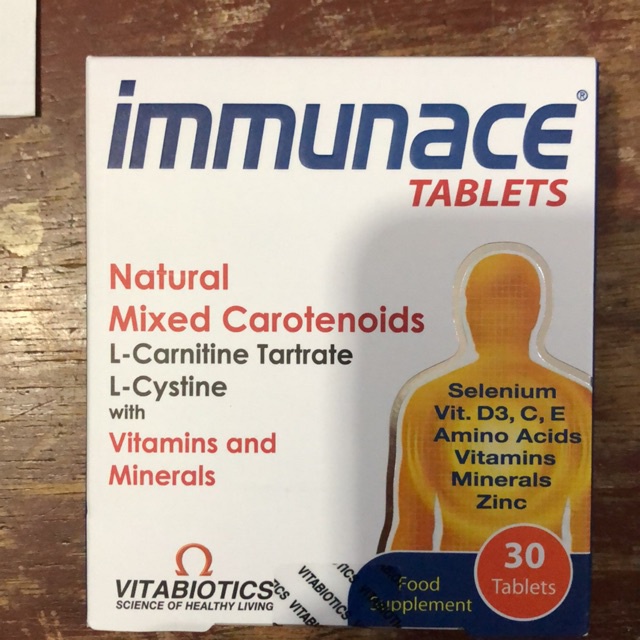 immunace®
TABLETS
Natural
Mixed Carotenoids
L-Carnitine Tartrate
L-Cystine
with
Vitamins and
Minerals
Selenium
Vit. D3, C, E
Amino Acids
Vitamins
Minerals
Zinc
VITABIOTICS
SCIENCE OF HEALTHY LIVING
VITABIOTICS
Food
Supplement
30
Tablets